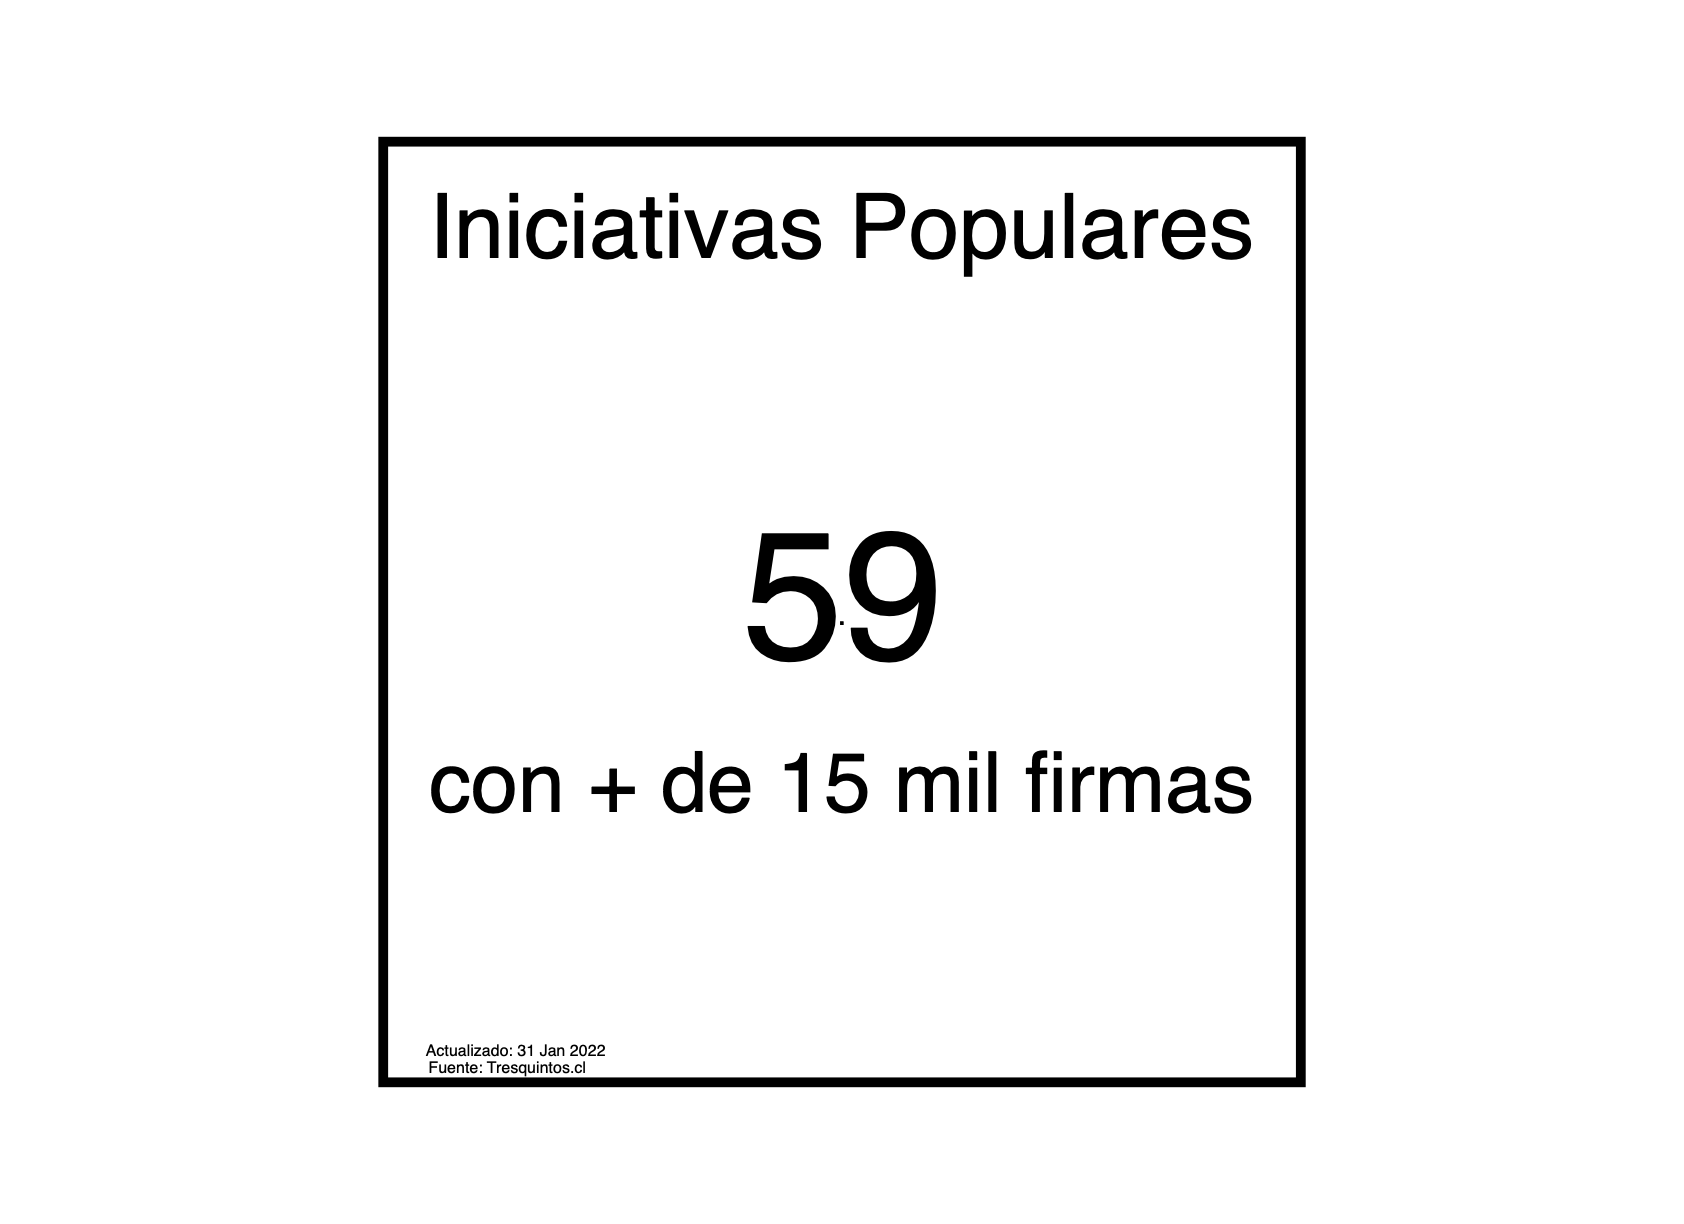 Iniciativas Populares
59
con + de 15 mil firmas
Actualizado: 31 Jan 2022
Fuente: Tresquintos.cl